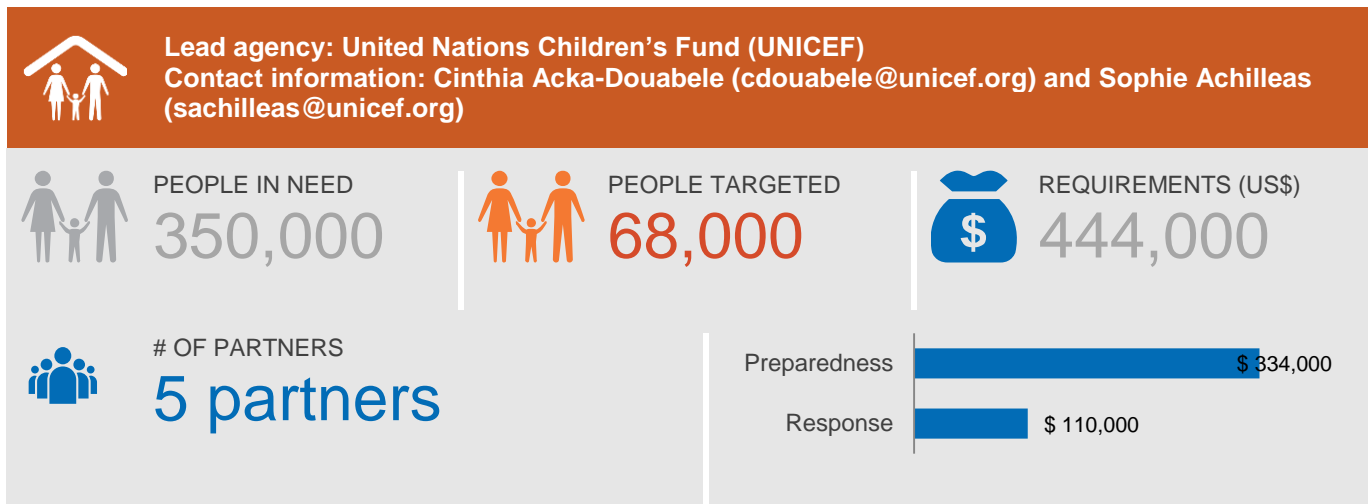 Lead agency: United Nations Children's Fund (UNICEF)
Contact information: Cinthia Acka-Douabele (cdouabele@unicef.org) and Sophie Achilleas
(sachilleas@unicef.org)
PEOPLE IN NEED
350,000
PEOPLE TARGETED
68,000
$
REQUIREMENTS (US$)
444,000
# OF PARTNERS
5 partners
Preparedness
$ 334,000
Response
$ 110,000